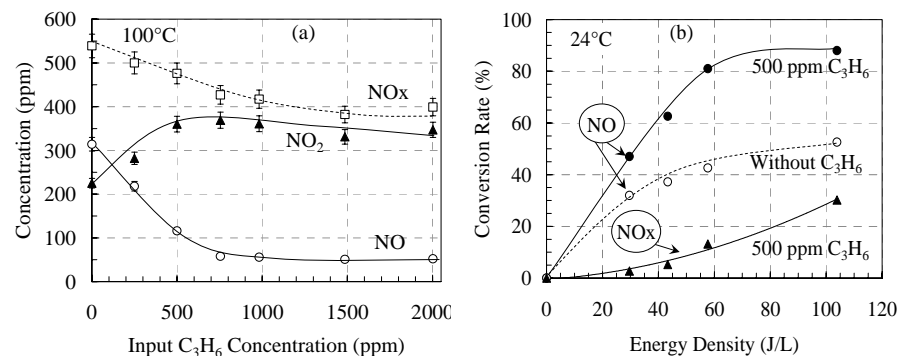 600
500
400
300
200
100
0
Concentration (ppm)
100°C
(a)
NOx
NO2
NO
0
500
1000
1500
2000
Input C3H6 Concentration (ppm)
100
80
60
40
20
0
Conversion Rate (%)
24°C
(b)
500 ppm C3H6
NO
Without C3H6
NOx
500 ppm C3H6
0
20
40
60
80
100
120
Energy Density (J/L)